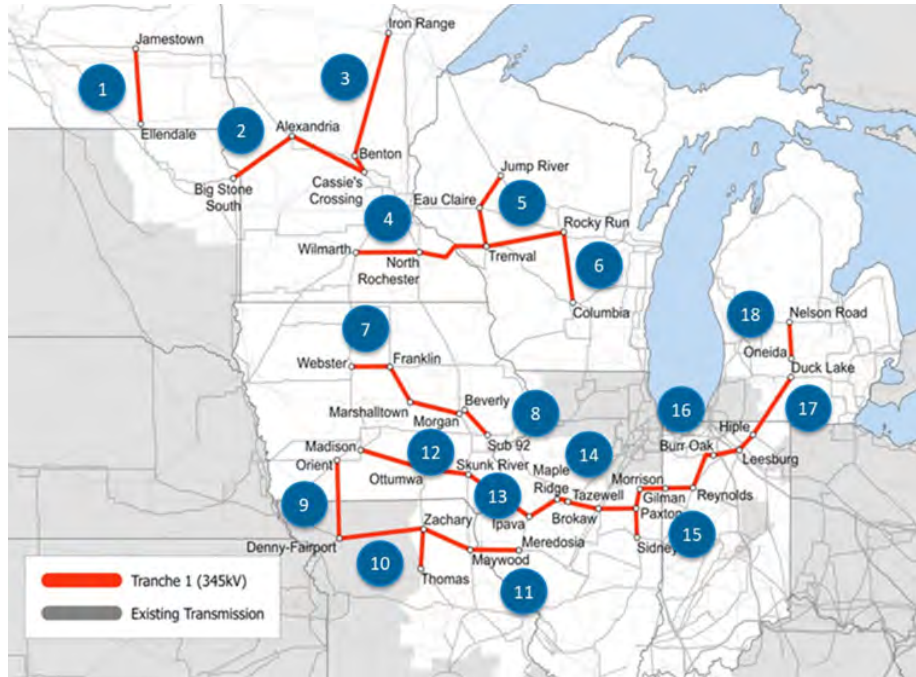 Iron Range
Jamestown
3
1
2
Alexandria
Ellendale
Benton
Jump River
Big Stone
South
Cassie's
Crossing
Eau Claire
5
4
Rocky Run
Wilmarth
North
Rochester
Tremval
6
Columbia
18
Nelson Road
7
Oneida
Webster
Franklin
Duck Lake
Beverly
16
17
Marshalltown
Morgan
8
Hiple
Sub 92
Madison
12
14
Burr Oak
Leesburg
Orient
Skunk River
Ottumwa
Maple
Ridge
Morrison
13
Tazewell
Gilman
Reynolds
9
Brokaw
Paxton
Ipava
Zachary
15
Denny-Fairport
Meredosia
Sidney
10
Maywood
Thomas
11
Tranche 1 (345kV)
Existing Transmission